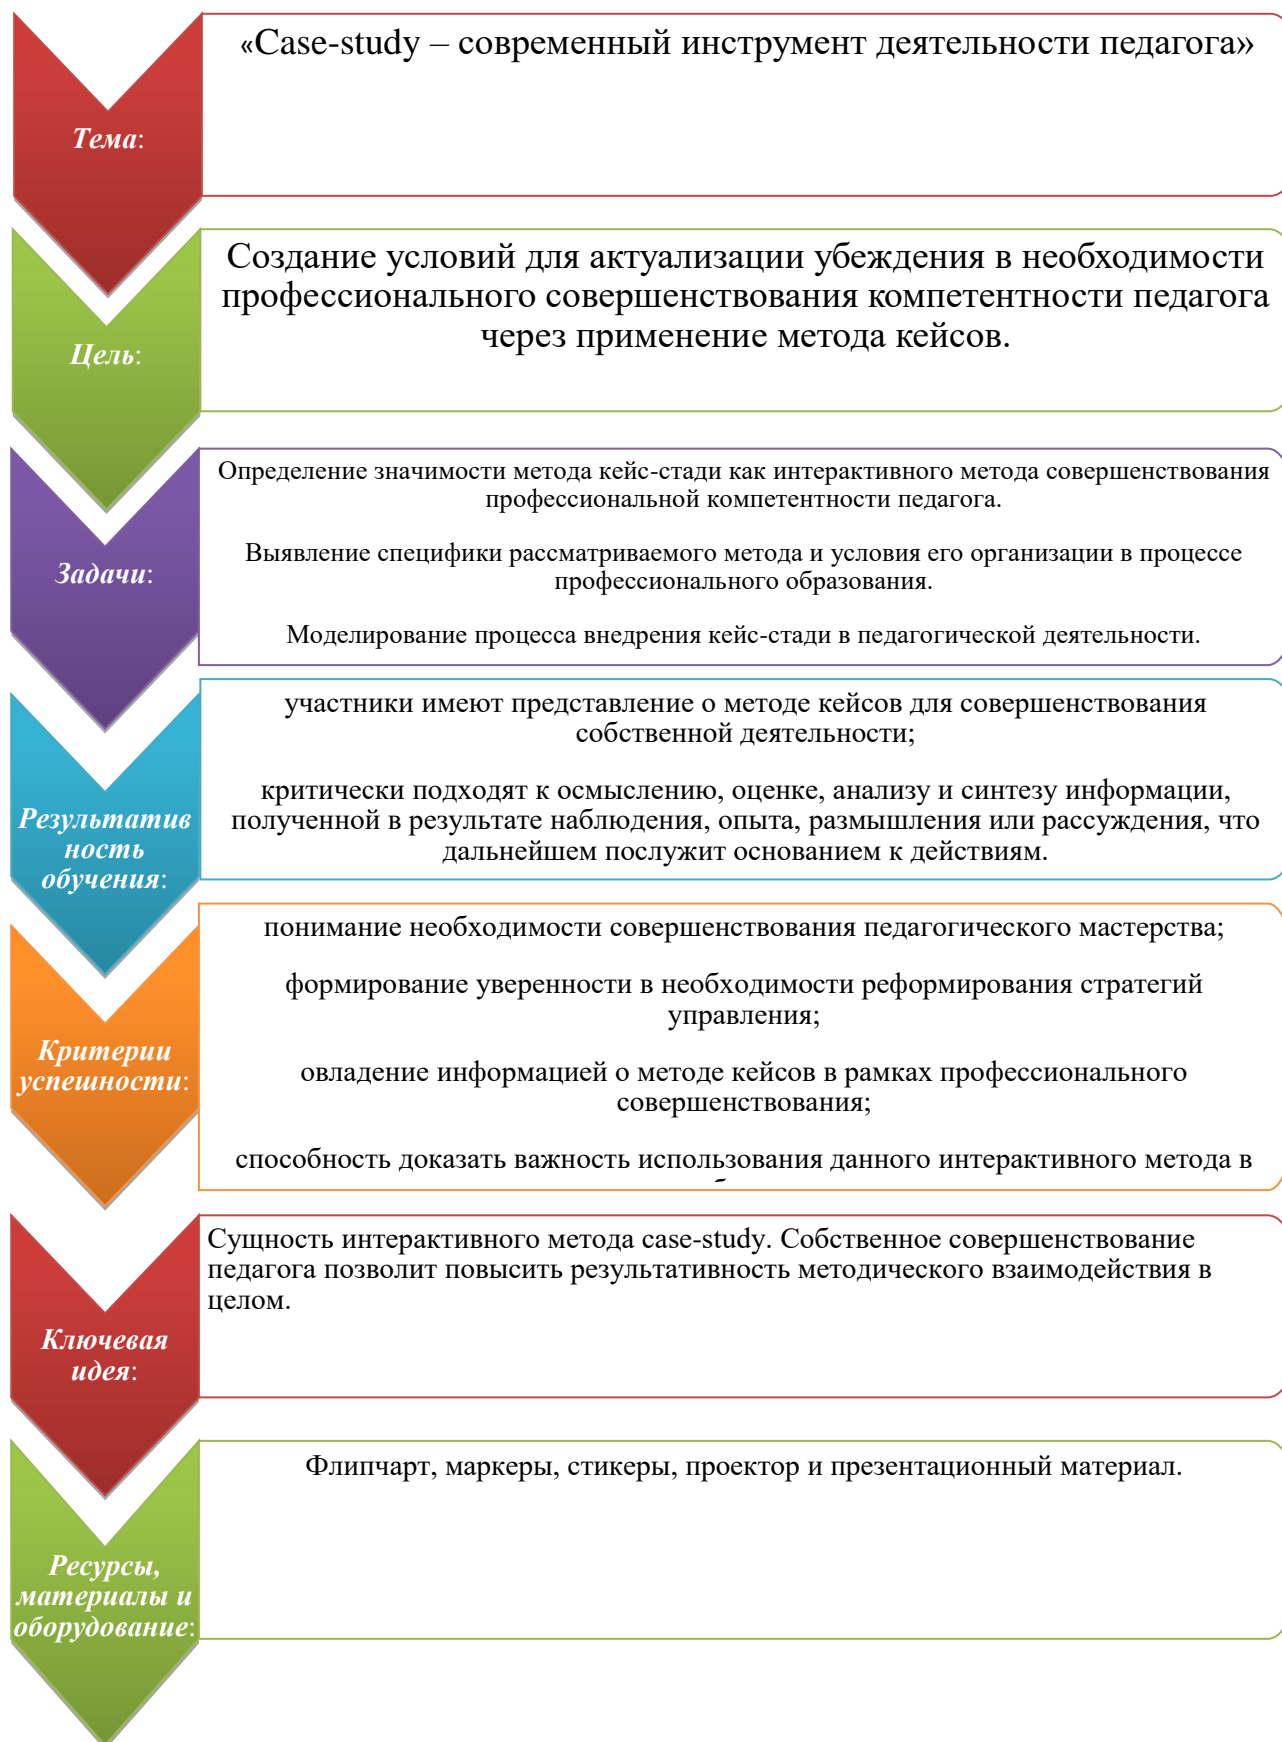 Тема:
«Case-study – современный инструмент деятельности педагога»
Цель:
Создание условий для актуализации убеждения в необходимости
профессионального совершенствования компетентности педагога
через применение метода кейсов.
Задачи:
Определение значимости метода кейс-стади как интерактивного метода совершенствования
профессиональной компетентности педагога.
Выявление специфики рассматриваемого метода и условия его организации в процессе
профессионального образования.
Моделирование процесса внедрения кейс-стади в педагогической деятельности.
Результатив
ность
обучения:
участники имеют представление о методе кейсов для совершенствования
собственной деятельности;
критически подходят к осмыслению, оценке, анализу и синтезу информации,
полученной в результате наблюдения, опыта, размышления или рассуждения, что
дальнейшем послужит основанием к действиям.
Критерии
успешности:
понимание необходимости совершенствования педагогического мастерства;
формирование уверенности в необходимости реформирования стратегий
управления;
овладение информацией о методе кейсов в рамках профессионального
совершенствования;
способность доказать важность использования данного интерактивного метода в
Ключевая
идея:
Сущность интерактивного метода case-study. Собственное совершенствование
педагога позволит повысить результативность методического взаимодействия в
целом.
Ресурсы,
материалы и
оборудование:
Флипчарт, маркеры, стикеры, проектор и презентационный материал.